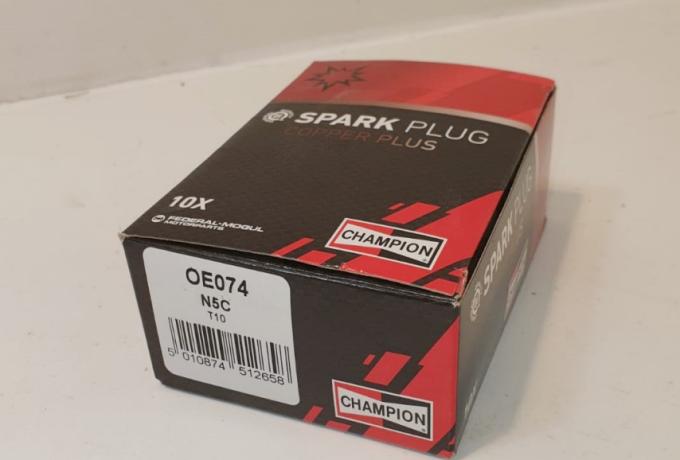 SPARK PLUG
COPPER PLUS
10X
FEDERAL-MOGUL
MOTORPARTS
CHAMPION
OE074
N5C
T10
5 010874 512658
CHAMPION
SPARK PLUG